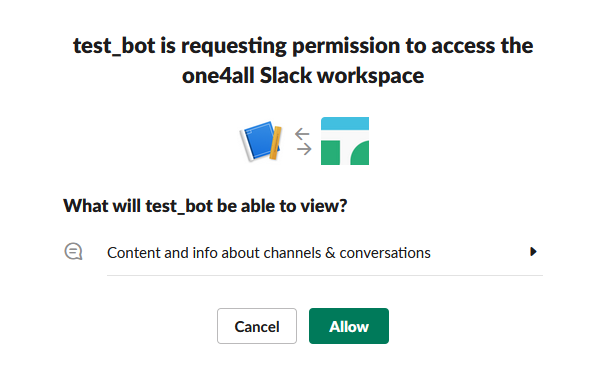 test_bot is requesting permission to access the
one4all Slack workspace
What will test_bot be able to view?
Content and info about channels & conversations
Cancel
Allow